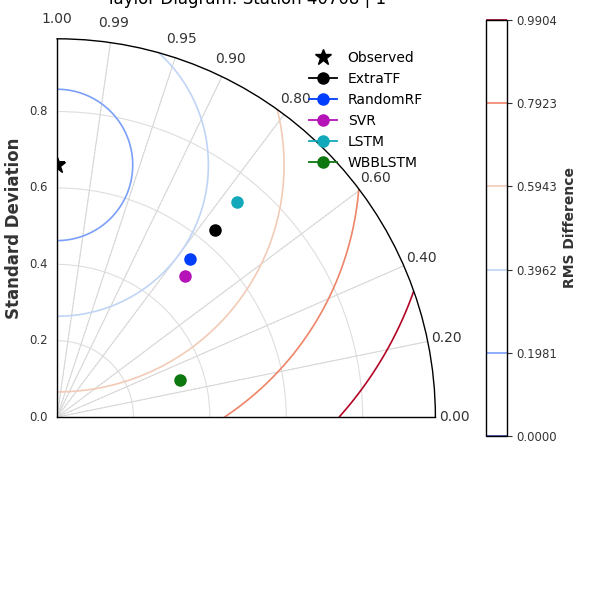 Taylor Diagram: Station 46768 | 1
1.00
0.99
0.95
0.90
0.80
0.60
0.40
0.20
0.00
Observed
ExtraTF
RandomRF
SVR
LSTM
WBBLSTM
Standard Deviation
0.8
0.6
0.4
0.2
0.0
0.9904
0.7923
0.5943
0.3962
0.1981
0.0000
RMS Difference